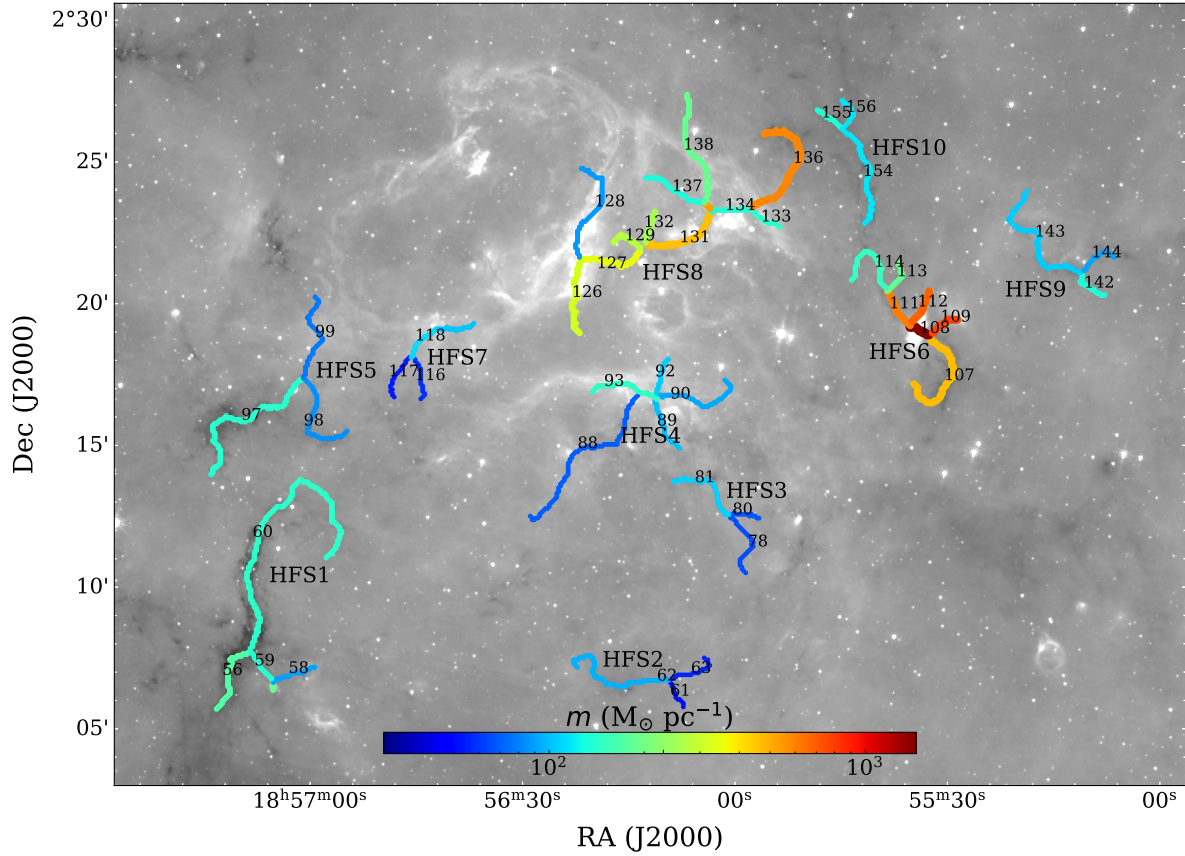 2°30'
156
155
138
HFS10
136
25'
154
137
128
134
133
132
143
129
131
144
114
127
HFS8
113
142
126
HFS9
20'
111
112
109
118
108
99
HFS7
HFS6
HFS5
117
116
92
107
93
90
97
98
89
15'
88
HFS4
81
HFS3
80
60
78
HFS1
10'
59
HFS2
56
58
62
63
61
05'
m (M⊙ pc⁻¹)
10²
10³
18ʰ57ᵐ00ˢ
56ᵐ30ˢ
00ˢ
55ᵐ30ˢ
00ˢ
RA (J2000)
Dec (J2000)